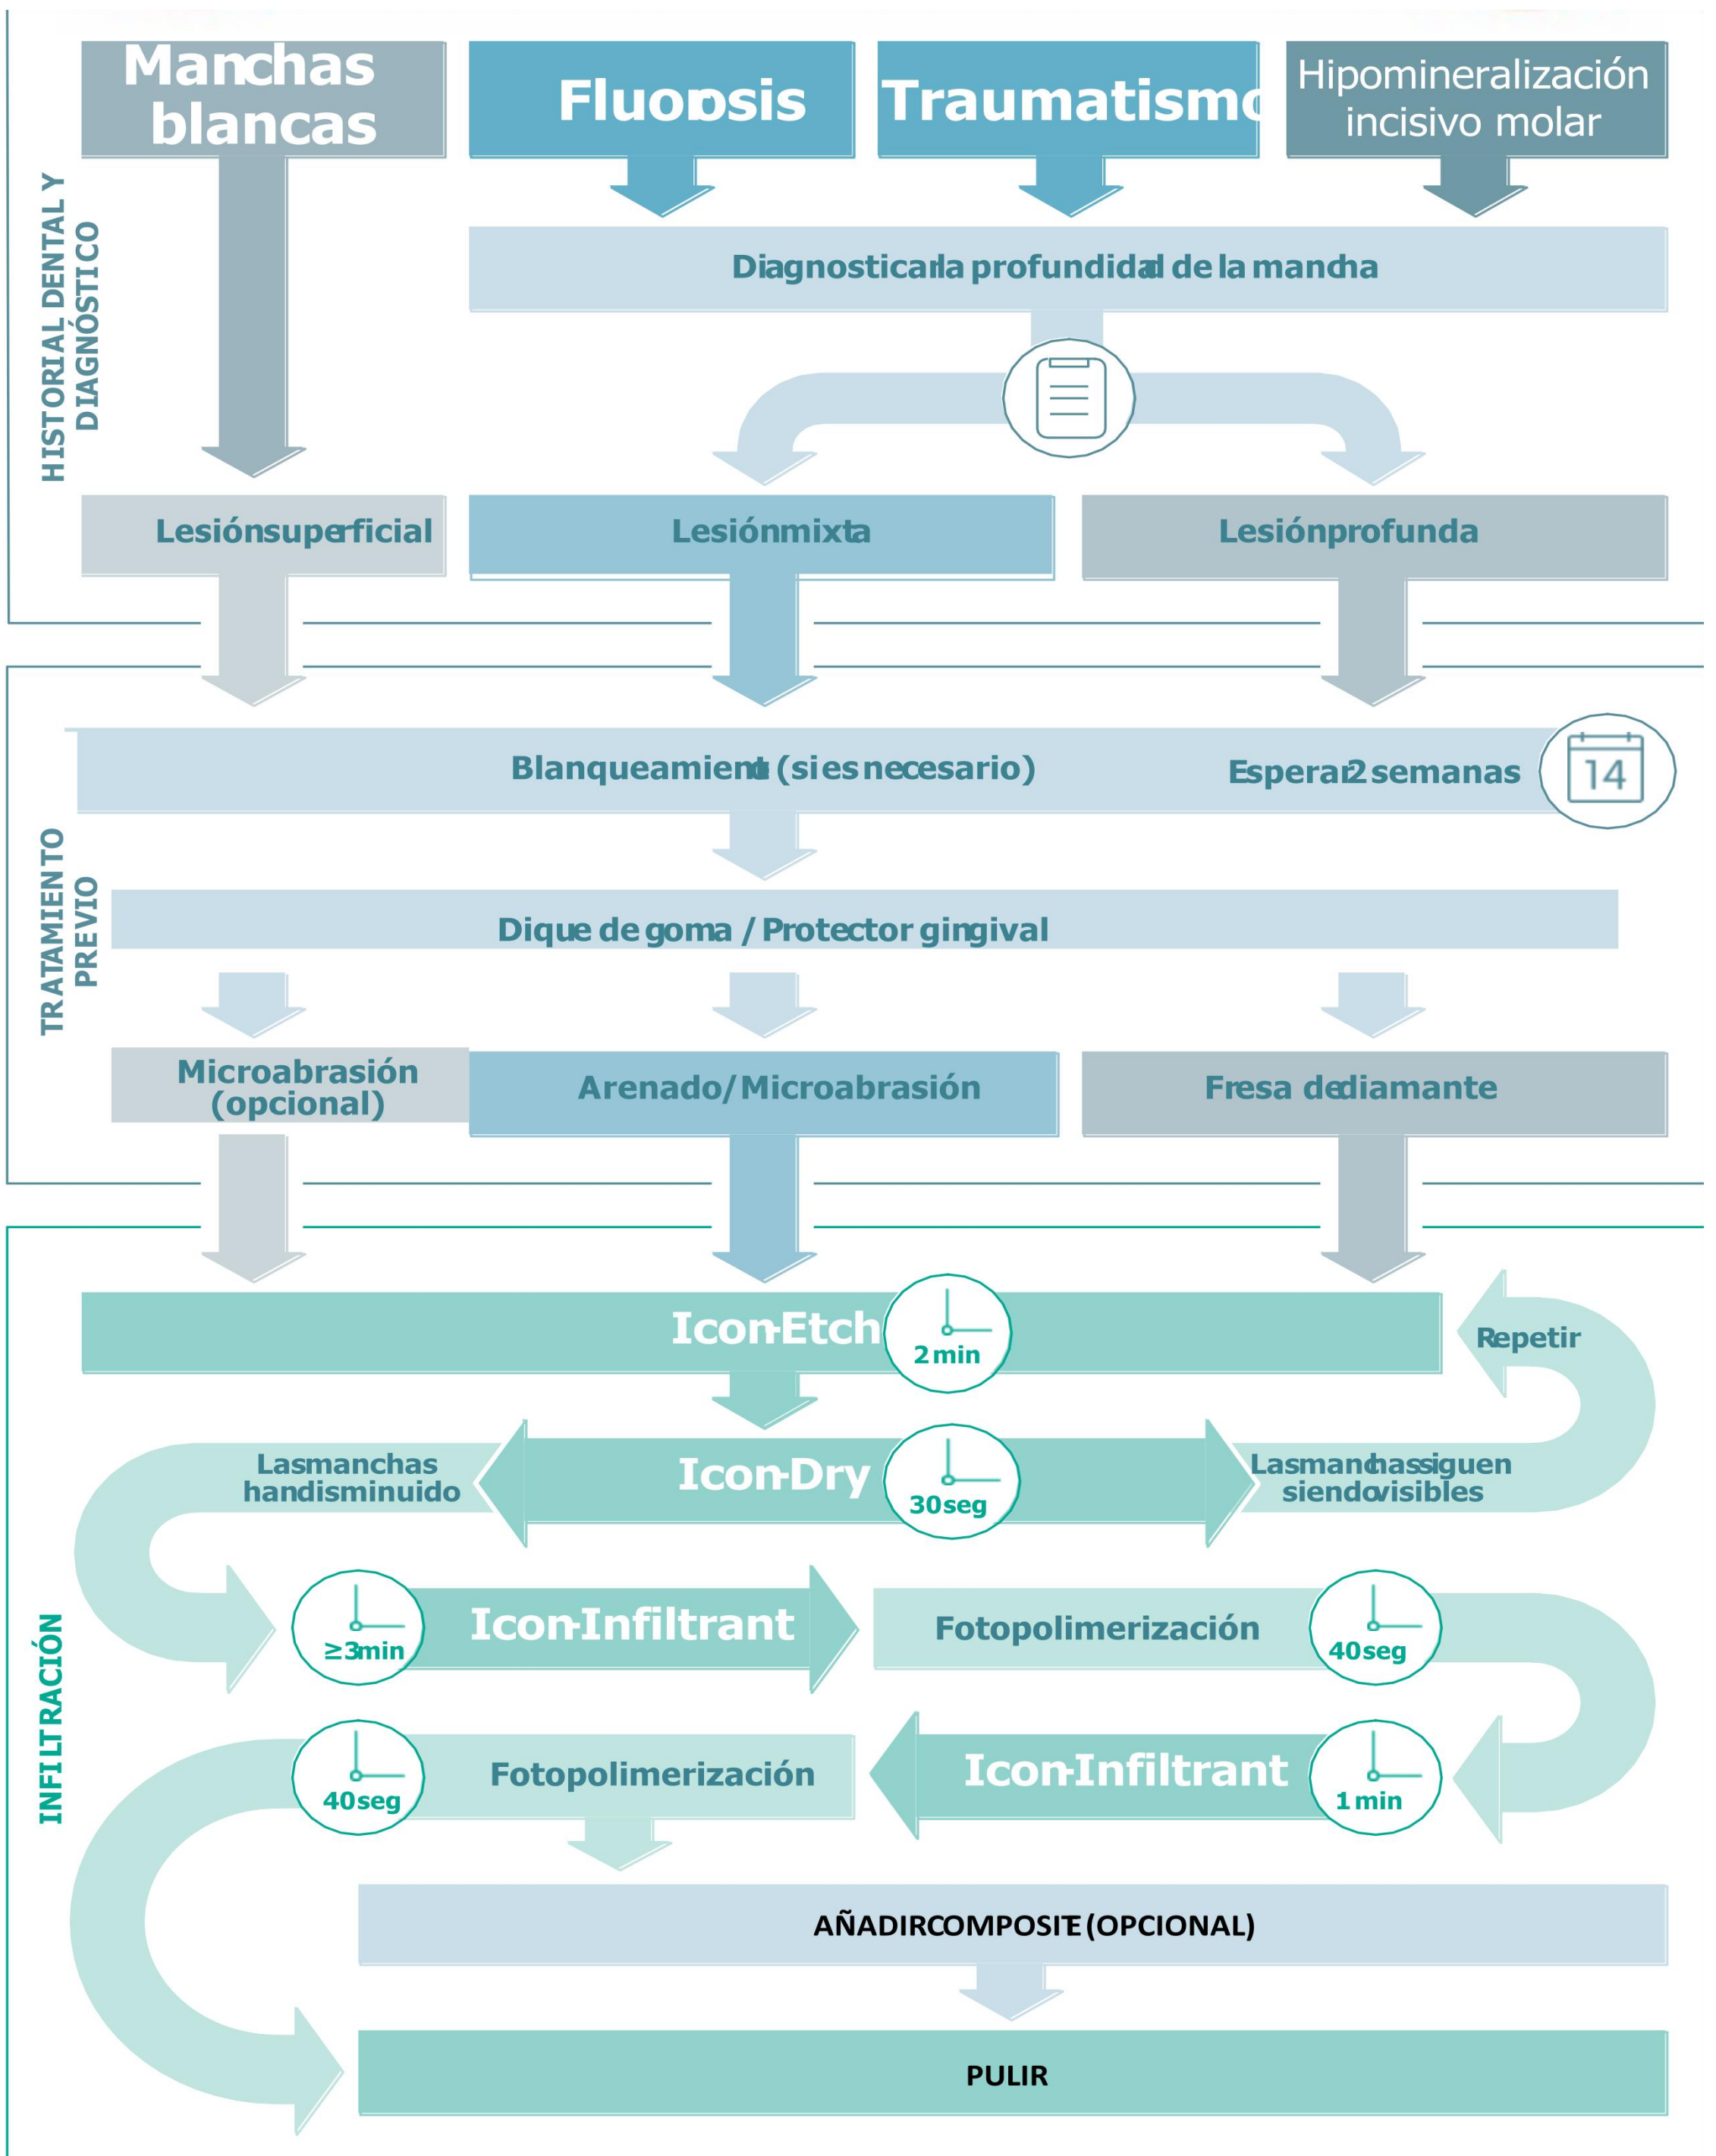 Manchas
blancas
Fluorosis
Traumatismo
Hipomineralización
incisivo molar
HISTORIAL DENTAL Y
DIAGNÓSTICO
Diagnosticar la profundidad de la mancha
Lesión superficial
Lesión mixta
Lesión profunda
TRATAMIENTO
PREVIO
Blanqueamiento (si es necesario)
Esperar 2 semanas
14
Dique de goma / Protector gingival
Microabrasión
(opcional)
Arenado/Microabrasión
Fresa de diamante
INFILTRACIÓN
Icon-Etch
2 min
Repetir
Las manchas
han disminuido
Icon-Dry
30 seg
Las manchas siguen
siendo visibles
≥3 min
Icon-Infiltrant
Fotopolimerización
40 seg
40 seg
Fotopolimerización
Icon-Infiltrant
1 min
AÑADIR COMPOSITE (OPCIONAL)
PULIR